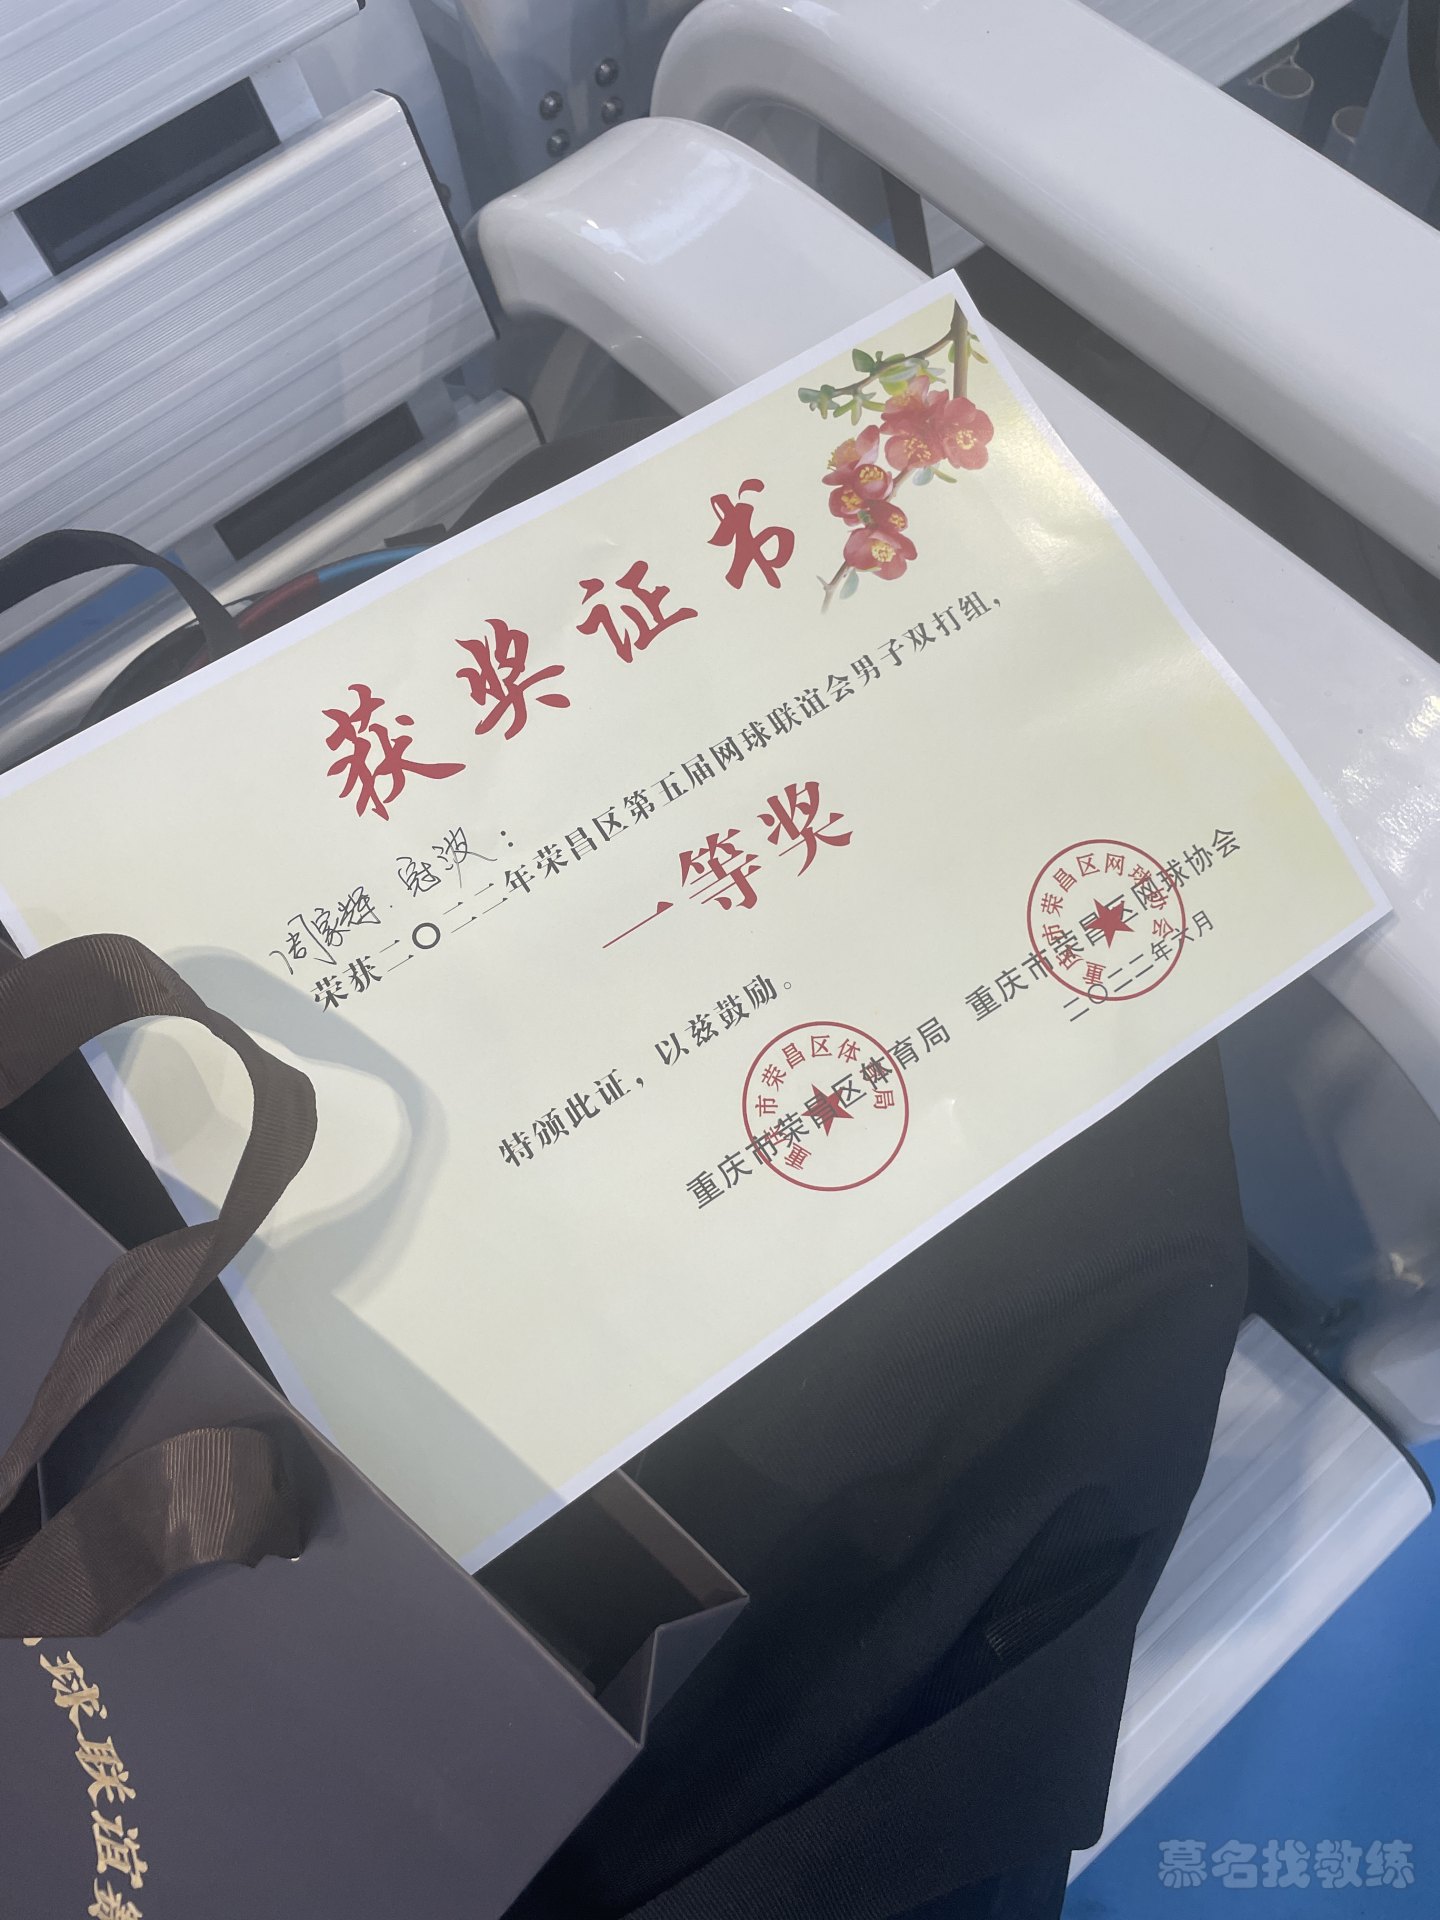 获奖证书
周家辉.冠波：
荣获二〇二二年荣昌区第五届网球联谊会男子双打组，
一等奖
特颁此证，以兹鼓励。
重庆市荣昌区体育局
重庆市荣昌区网球协会
二〇二二年六月
重庆市荣昌区体育局
重庆市荣昌区网球协会
球联谊
慕名找教练